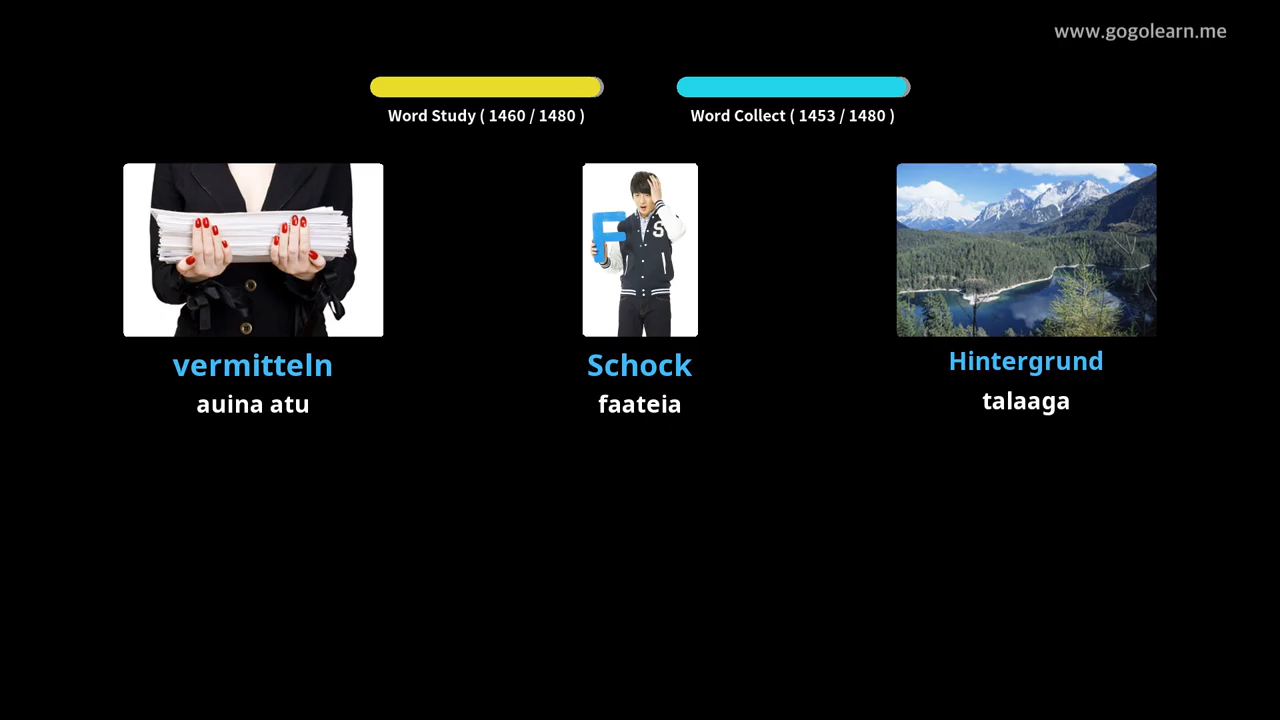 www.gogolearn.me
Word Study ( 1460 / 1480 )
Word Collect ( 1453 / 1480 )
F
S
vermitteln
auina atu
Schock
faateia
Hintergrund
talaaga